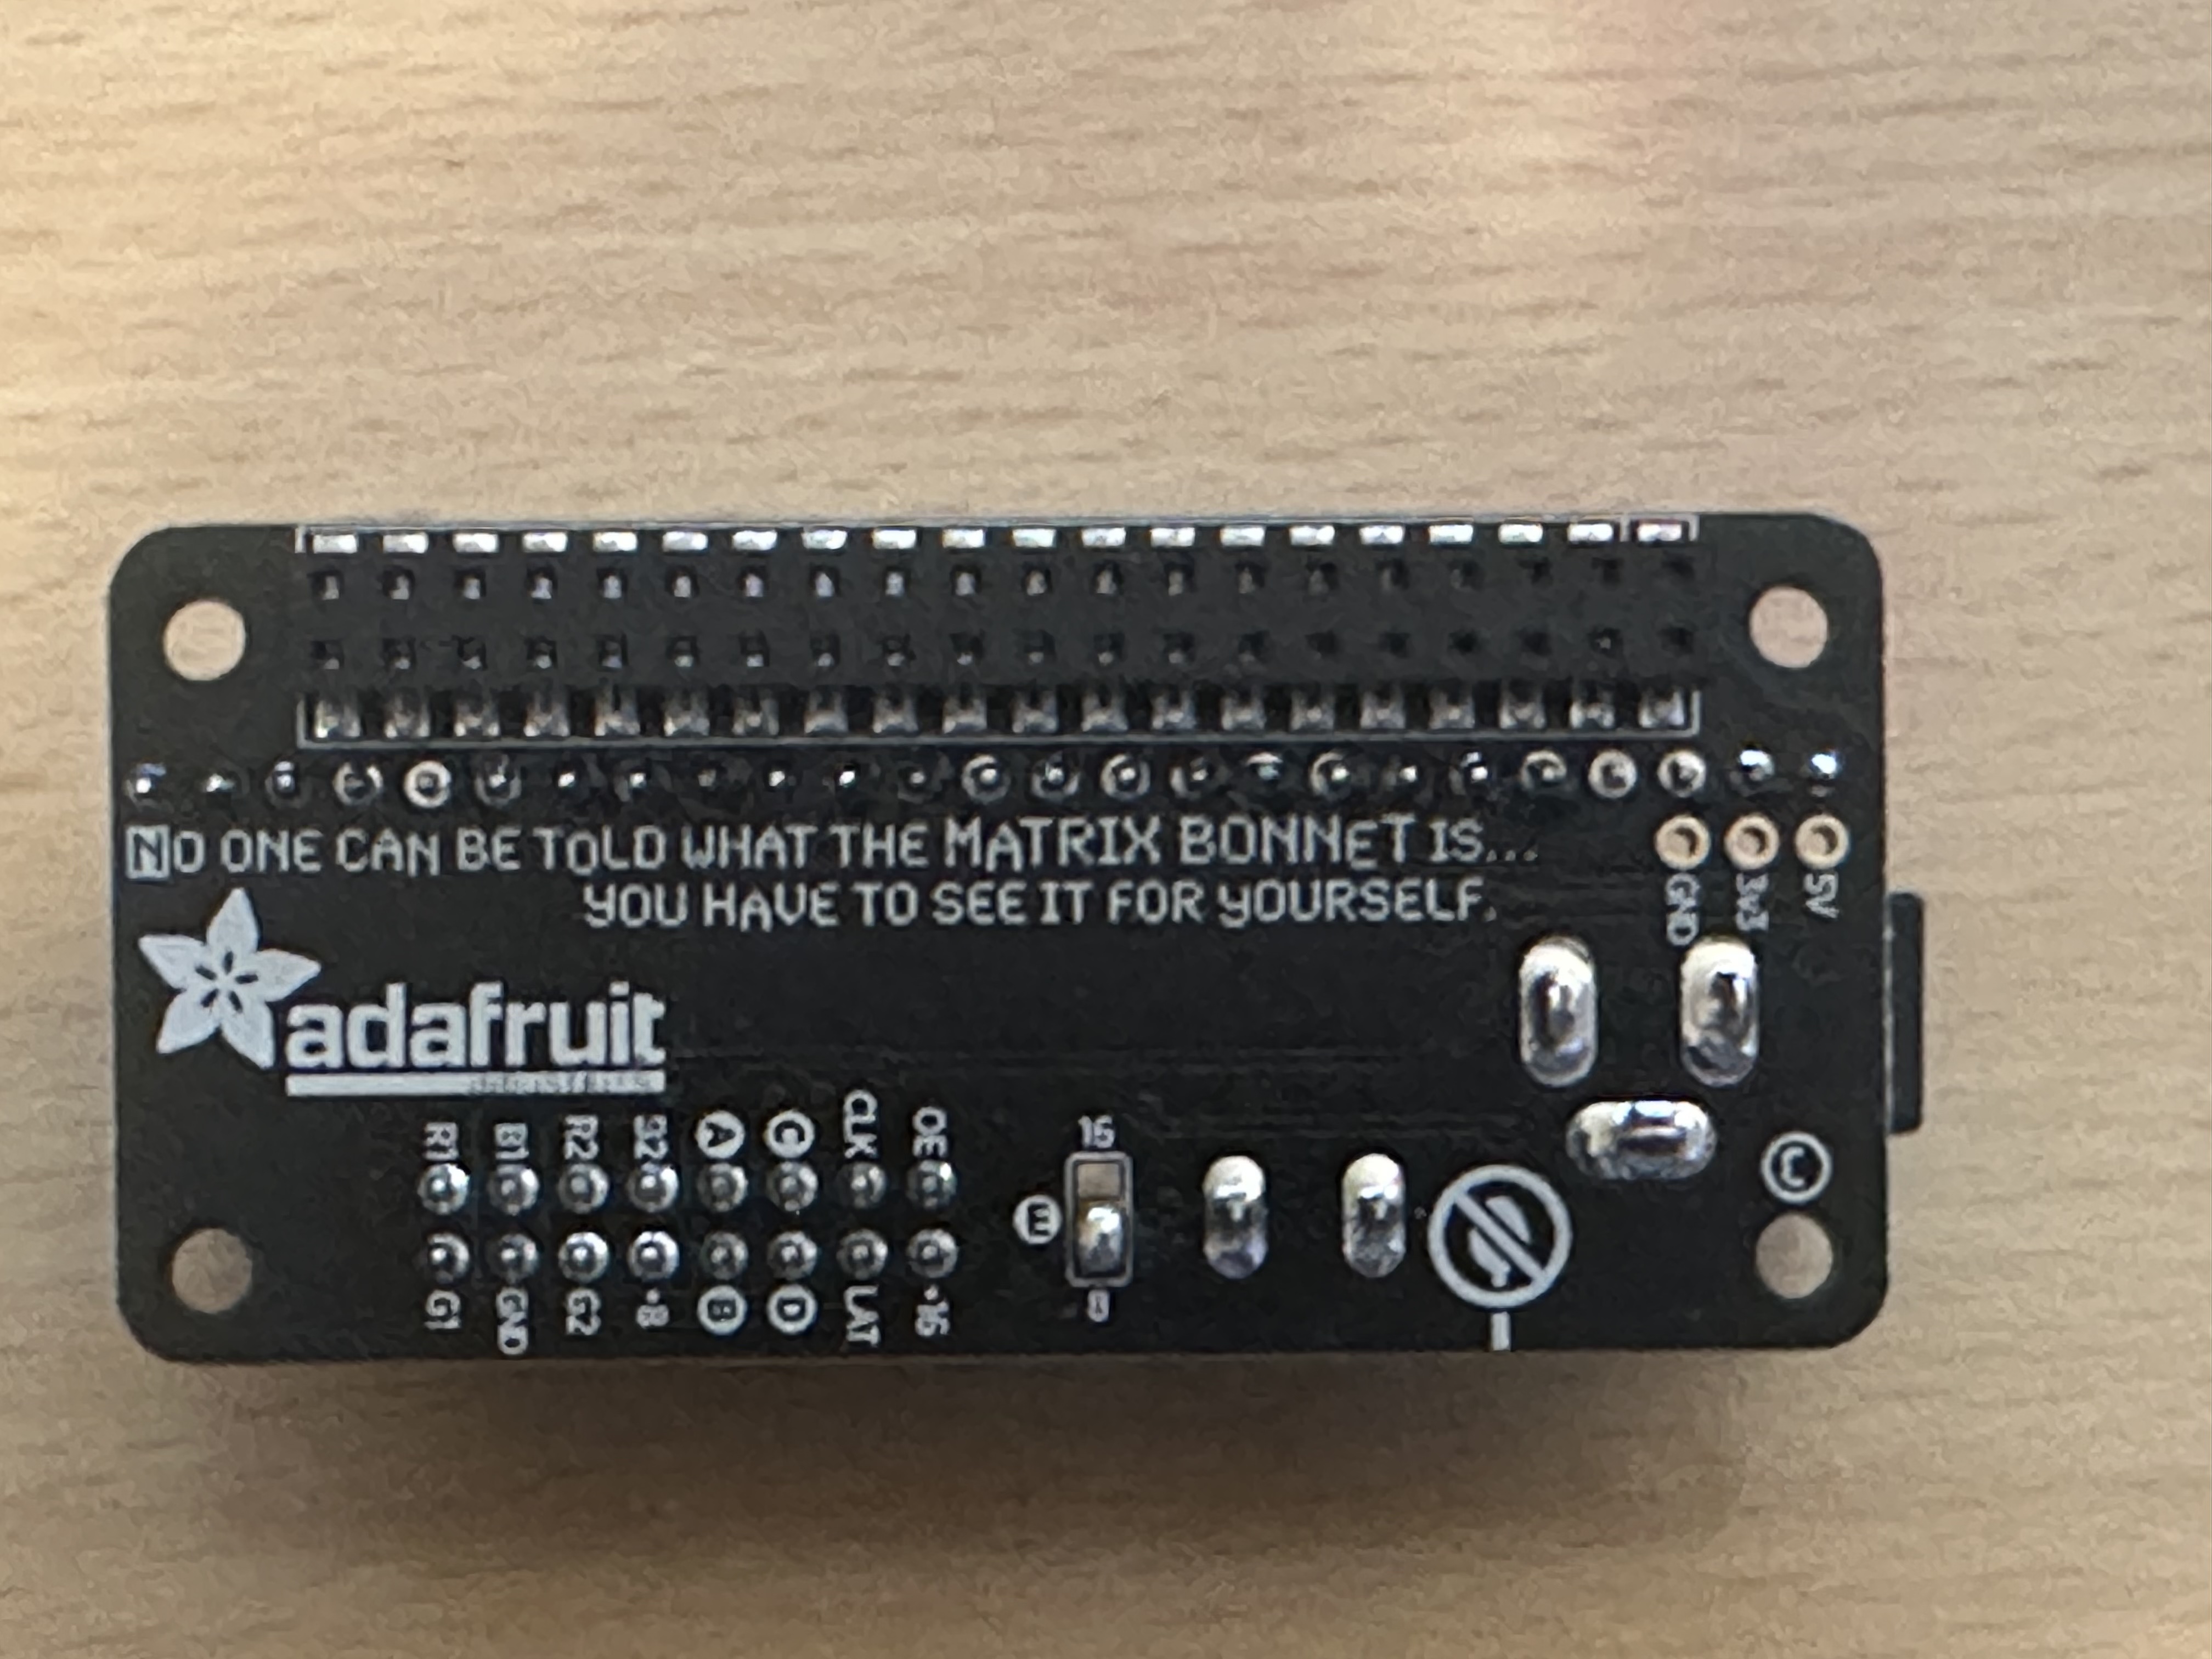 NO ONE CAN BE TOLD WHAT THE MATRIX BONNET IS...
YOU HAVE TO SEE IT FOR YOURSELF.
GND 3v3 5V
adafruit
R1 B1 R2 B2 A C CLK OE
16
E
8
G1 GND G2 *8 B D LAT *16